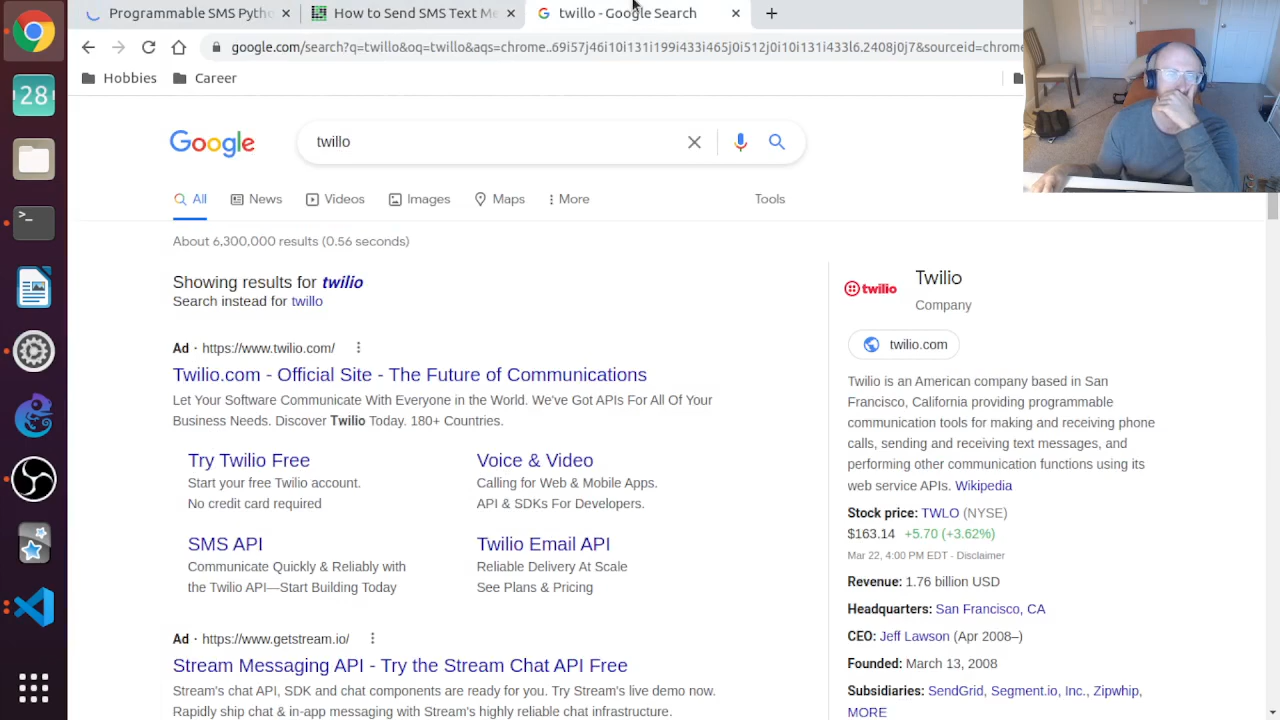 Programmable SMS Pytho
How to Send SMS Text Me
twillo - Google Search
google.com/search?q=twillo&oq=twillo&aqs=chrome..69i57j46i10i131i199i433i465j0i512j0i10i131i433l6.2408j0j7&sourceid=chrome
Hobbies
Career
28
Google
twillo
All
News
Videos
Images
Maps
More
Tools
About 6,300,000 results (0.56 seconds)
Showing results for twilio
Search instead for twillo
Ad · https://www.twilio.com/
Twilio.com - Official Site - The Future of Communications
Let Your Software Communicate With Everyone in the World. We've Got APIs For All Of Your
Business Needs. Discover Twilio Today. 180+ Countries.
Try Twilio Free
Start your free Twilio account.
No credit card required
Voice & Video
Calling for Web & Mobile Apps.
API & SDKs For Developers.
SMS API
Communicate Quickly & Reliably with
the Twilio API—Start Building Today
Twilio Email API
Reliable Delivery At Scale
See Plans & Pricing
Ad · https://www.getstream.io/
Stream Messaging API - Try the Stream Chat API Free
Stream's chat API, SDK and chat components are ready for you. Try Stream's live demo now.
Rapidly ship chat & in-app messaging with Stream's highly reliable chat infrastructure.
twilio
Twilio
Company
twilio.com
Twilio is an American company based in San
Francisco, California providing programmable
communication tools for making and receiving phone
calls, sending and receiving text messages, and
performing other communication functions using its
web service APIs. Wikipedia
Stock price: TWLO (NYSE)
$163.14 +5.70 (+3.62%)
Mar 22, 4:00 PM EDT - Disclaimer
Revenue: 1.76 billion USD
Headquarters: San Francisco, CA
CEO: Jeff Lawson (Apr 2008–)
Founded: March 13, 2008
Subsidiaries: SendGrid, Segment.io, Inc., Zipwhip,
MORE